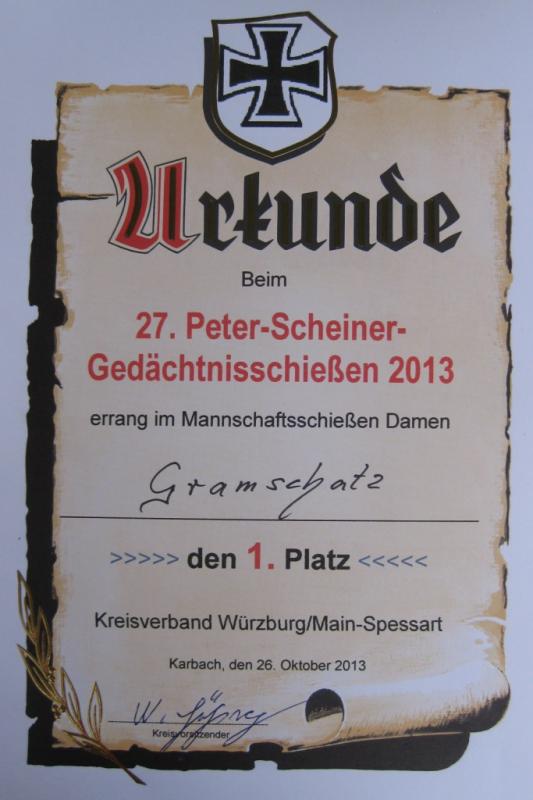 Urkunde
Beim
27. Peter-Scheiner-
Gedächtnisschießen 2013
errang im Mannschaftsschießen Damen
Gramschatz
>>>>> den 1. Platz <<<<<
Kreisverband Würzburg/Main-Spessart
Karbach, den 26. Oktober 2013
W.
Kreisvorsitzender